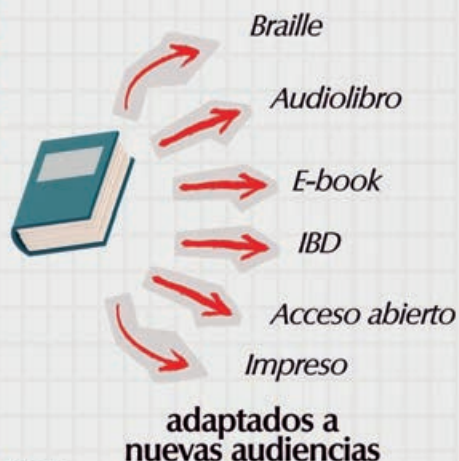 Braille
Audiolibro
E-book
IBD
Acceso abierto
Impreso
adaptados a
nuevas audiencias